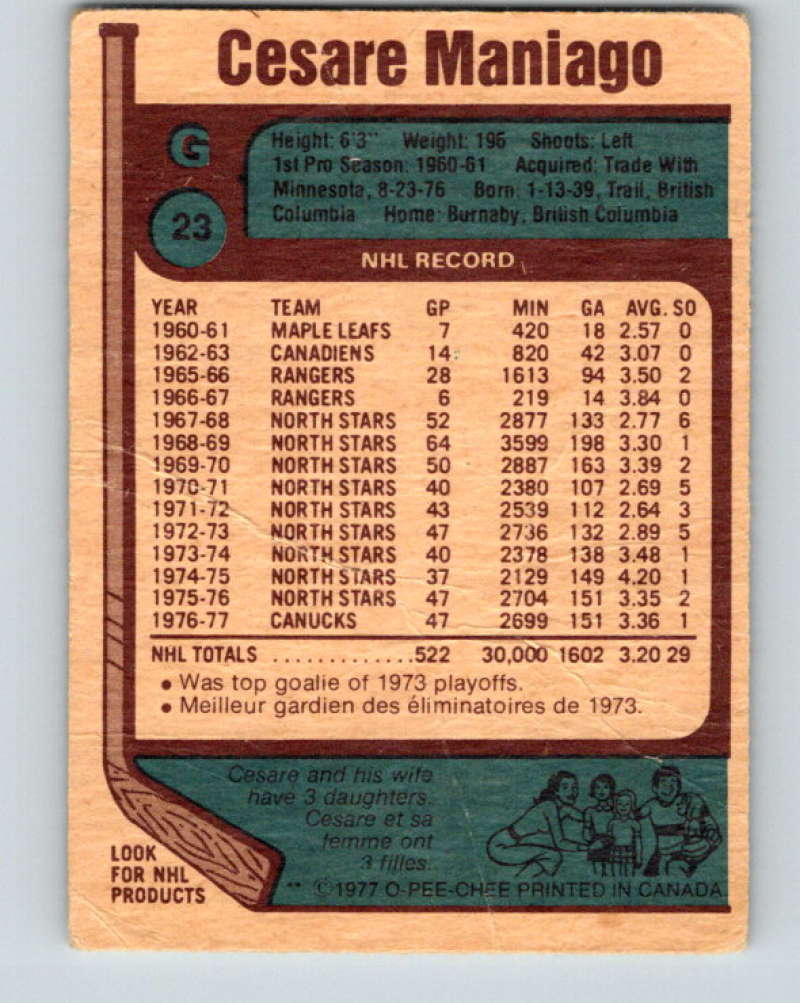 Cesare Maniago
G
Height: 6'3" Weight: 195 Shoots: Left
1st Pro Season: 1960-61 Acquired: Trade With
Minnesota, 8-23-76 Born: 1-13-39, Trail, British
Columbia Home: Burnaby, British Columbia
23
NHL RECORD
YEAR TEAM GP MIN GA AVG. SO
1960-61 MAPLE LEAFS 7 420 18 2.57 0
1962-63 CANADIENS 14 820 42 3.07 0
1965-66 RANGERS 28 1613 94 3.50 2
1966-67 RANGERS 6 219 14 3.84 0
1967-68 NORTH STARS 52 2877 133 2.77 6
1968-69 NORTH STARS 64 3599 198 3.30 1
1969-70 NORTH STARS 50 2887 163 3.39 2
1970-71 NORTH STARS 40 2380 107 2.69 5
1971-72 NORTH STARS 43 2539 112 2.64 3
1972-73 NORTH STARS 47 2736 132 2.89 5
1973-74 NORTH STARS 40 2378 138 3.48 1
1974-75 NORTH STARS 37 2129 149 4.20 1
1975-76 NORTH STARS 47 2704 151 3.35 2
1976-77 CANUCKS 47 2699 151 3.36 1
NHL TOTALS ..............522 30,000 1602 3.20 29
• Was top goalie of 1973 playoffs.
• Meilleur gardien des éliminatoires de 1973.
Cesare and his wife
have 3 daughters.
Cesare et sa
femme ont
3 filles.
LOOK
FOR NHL
PRODUCTS
** ©1977 O-PEE-CHEE PRINTED IN CANADA